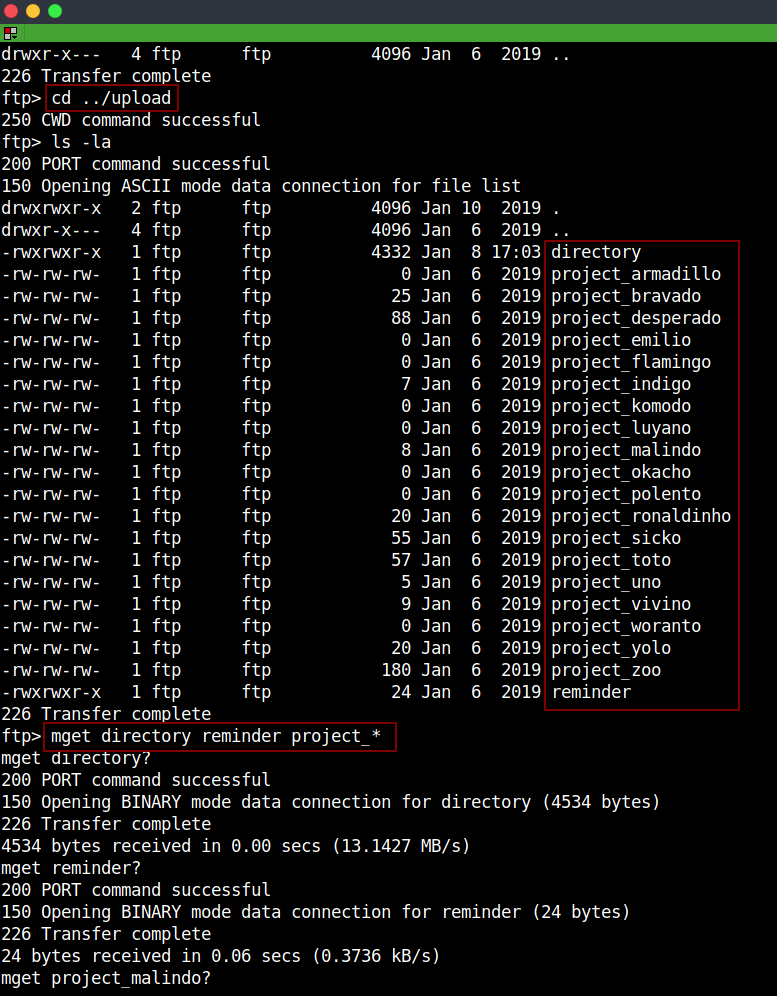 drwxr-x---   4 ftp      ftp          4096 Jan  6  2019 ..
226 Transfer complete
ftp> cd ../upload
250 CWD command successful
ftp> ls -la
200 PORT command successful
150 Opening ASCII mode data connection for file list
drwxrwxr-x   2 ftp      ftp          4096 Jan 10  2019 .
drwxr-x---   4 ftp      ftp          4096 Jan  6  2019 ..
-rwxrwxr-x   1 ftp      ftp          4332 Jan  8 17:03 directory
-rw-rw-rw-   1 ftp      ftp             0 Jan  6  2019 project_armadillo
-rw-rw-rw-   1 ftp      ftp            25 Jan  6  2019 project_bravado
-rw-rw-rw-   1 ftp      ftp            88 Jan  6  2019 project_desperado
-rw-rw-rw-   1 ftp      ftp             0 Jan  6  2019 project_emilio
-rw-rw-rw-   1 ftp      ftp             0 Jan  6  2019 project_flamingo
-rw-rw-rw-   1 ftp      ftp             7 Jan  6  2019 project_indigo
-rw-rw-rw-   1 ftp      ftp             0 Jan  6  2019 project_komodo
-rw-rw-rw-   1 ftp      ftp             0 Jan  6  2019 project_luyano
-rw-rw-rw-   1 ftp      ftp             8 Jan  6  2019 project_malindo
-rw-rw-rw-   1 ftp      ftp             0 Jan  6  2019 project_okacho
-rw-rw-rw-   1 ftp      ftp             0 Jan  6  2019 project_polento
-rw-rw-rw-   1 ftp      ftp            20 Jan  6  2019 project_ronaldinho
-rw-rw-rw-   1 ftp      ftp            55 Jan  6  2019 project_sicko
-rw-rw-rw-   1 ftp      ftp            57 Jan  6  2019 project_toto
-rw-rw-rw-   1 ftp      ftp             5 Jan  6  2019 project_uno
-rw-rw-rw-   1 ftp      ftp             9 Jan  6  2019 project_vivino
-rw-rw-rw-   1 ftp      ftp             0 Jan  6  2019 project_woranto
-rw-rw-rw-   1 ftp      ftp            20 Jan  6  2019 project_yolo
-rw-rw-rw-   1 ftp      ftp           180 Jan  6  2019 project_zoo
-rwxrwxr-x   1 ftp      ftp            24 Jan  6  2019 reminder
226 Transfer complete
ftp> mget directory reminder project_*
mget directory?
200 PORT command successful
150 Opening BINARY mode data connection for directory (4534 bytes)
226 Transfer complete
4534 bytes received in 0.00 secs (13.1427 MB/s)
mget reminder?
200 PORT command successful
150 Opening BINARY mode data connection for reminder (24 bytes)
226 Transfer complete
24 bytes received in 0.06 secs (0.3736 kB/s)
mget project_malindo?